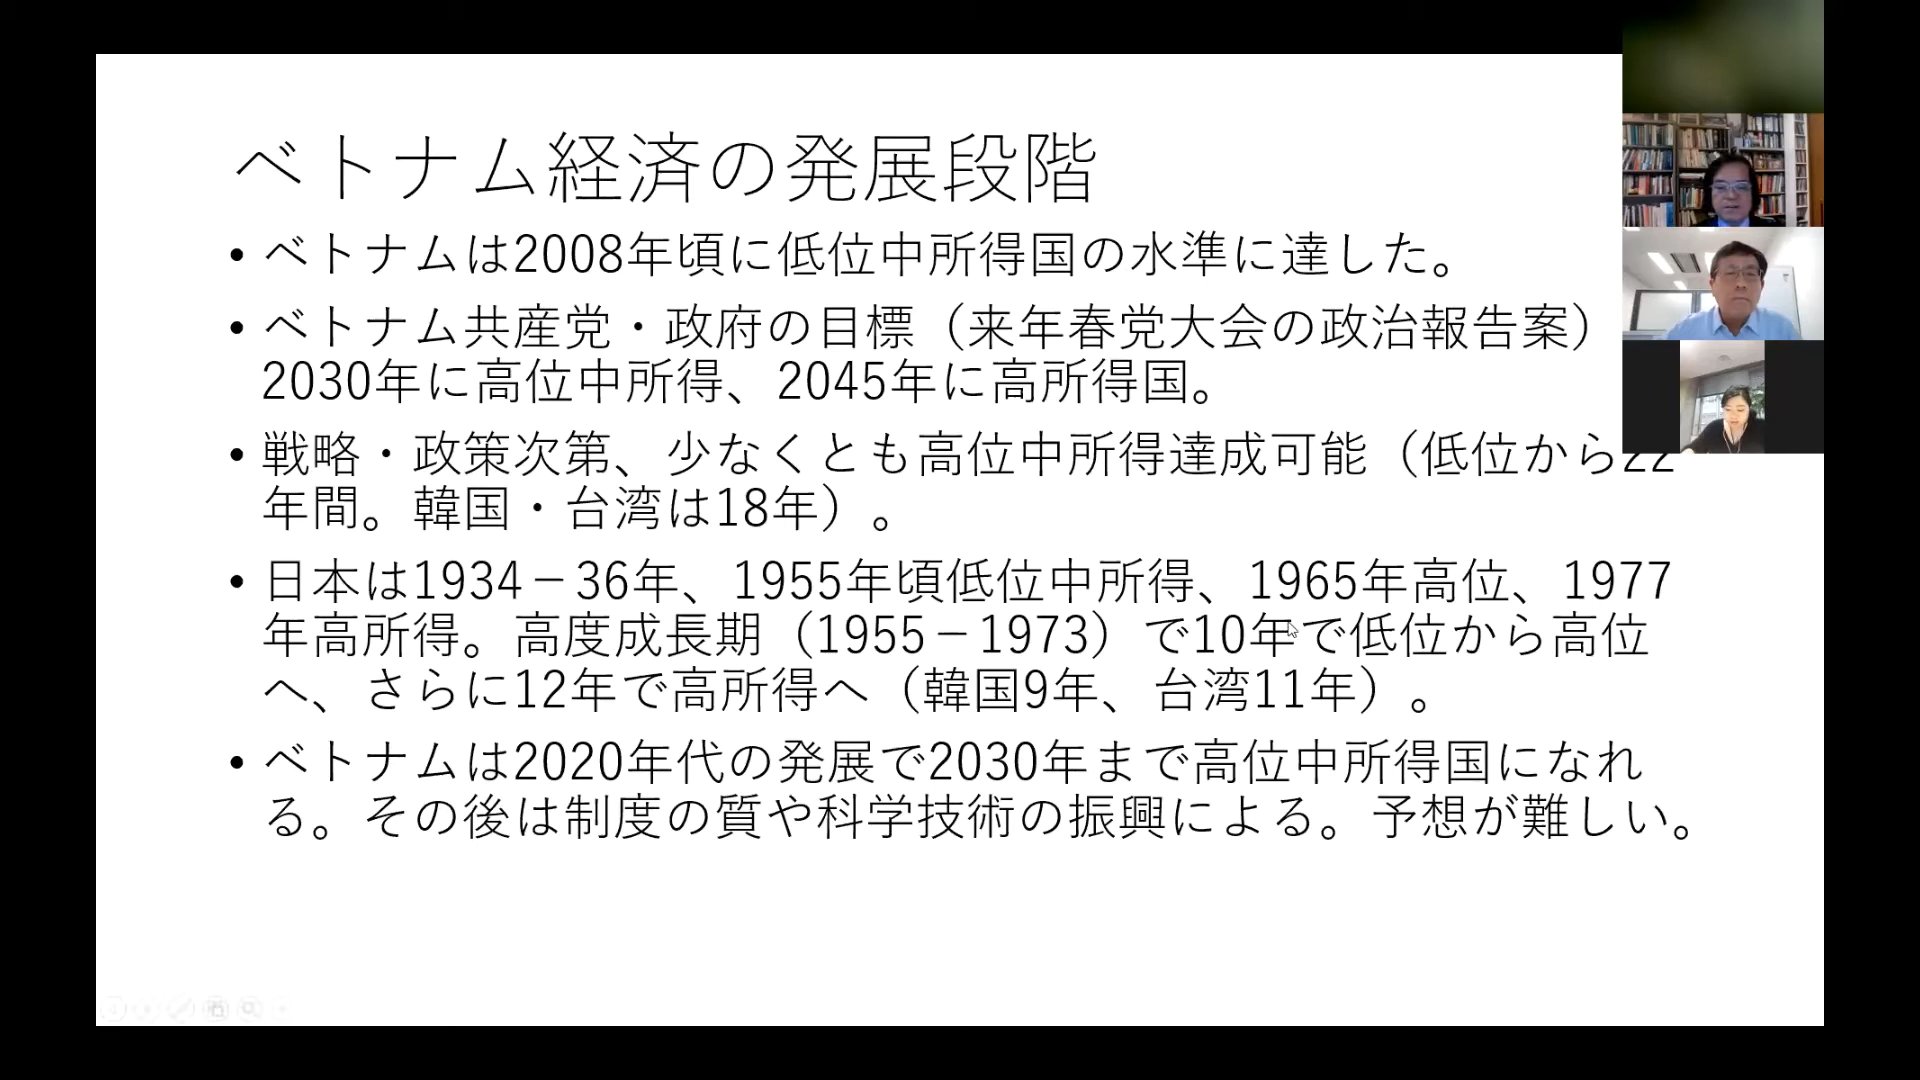 ベトナム経済の発展段階
• ベトナムは2008年頃に低位中所得国の水準に達した。
• ベトナム共産党・政府の目標（来年春党大会の政治報告案）
2030年に高位中所得、2045年に高所得国。
• 戦略・政策次第、少なくとも高位中所得達成可能（低位から22
年間。韓国・台湾は18年）。
• 日本は1934－36年、1955年頃低位中所得、1965年高位、1977
年高所得。高度成長期（1955－1973）で10年で低位から高位
へ、さらに12年で高所得へ（韓国9年、台湾11年）。
• ベトナムは2020年代の発展で2030年まで高位中所得国になれ
る。その後は制度の質や科学技術の振興による。予想が難しい。